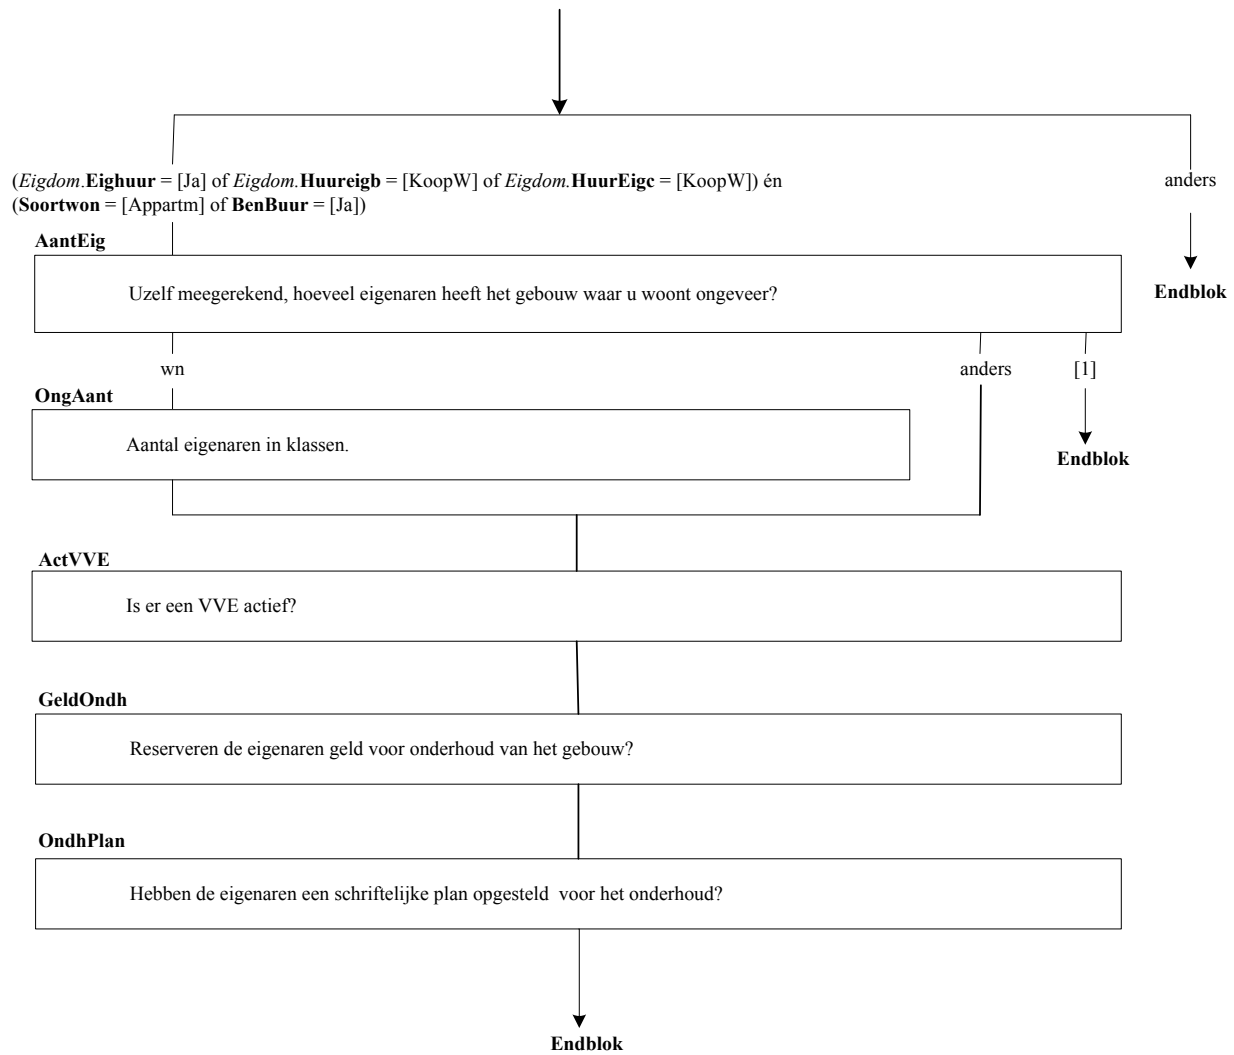 (Eigdom.Eighuur = [Ja] of Eigdom.Huureigb = [KoopW] of Eigdom.HuurEigc = [KoopW]) én
anders
(Soortwon = [Appartm] of BenBuur = [Ja])
AantEig
Uzelf meegerekend, hoeveel eigenaren heeft het gebouw waar u woont ongeveer?
Endblok
wn
anders
[1]
OngAant
Aantal eigenaren in klassen.
Endblok
ActVVE
Is er een VVE actief?
GeldOndh
Reserveren de eigenaren geld voor onderhoud van het gebouw?
OndhPlan
Hebben de eigenaren een schriftelijke plan opgesteld  voor het onderhoud?
Endblok